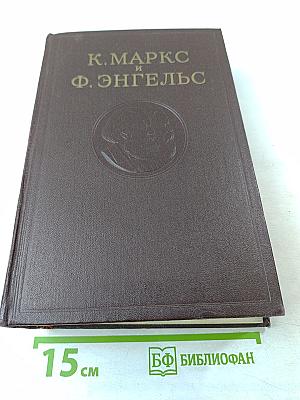 К. МАРКС
И
Ф. ЭНГЕЛЬС
15 см
БФ БИБЛИОФАН